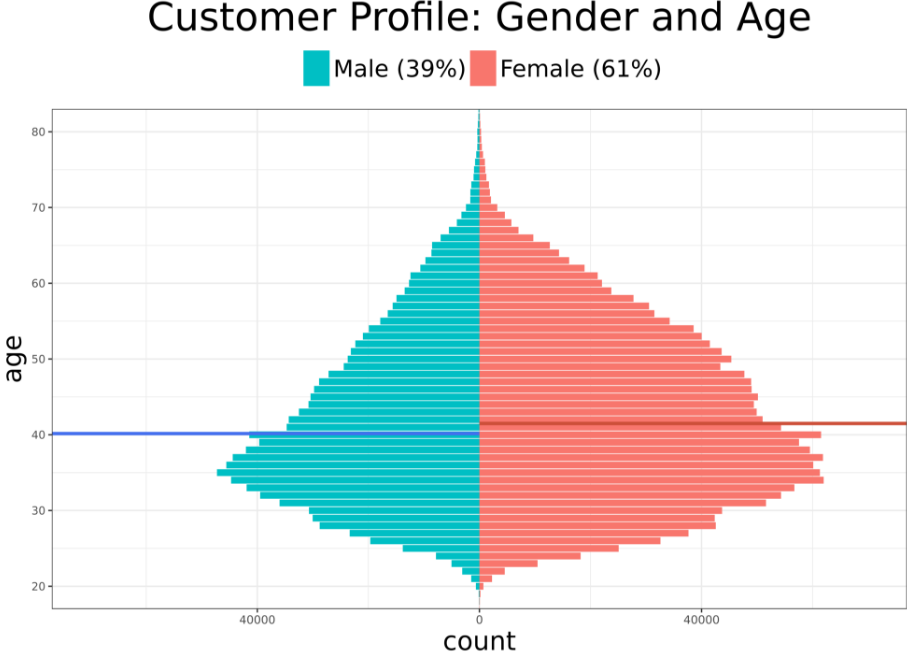 Customer Profile: Gender and Age
Male (39%) Female (61%)
80
70
60
50
40
30
20
age
40000 0 40000
count